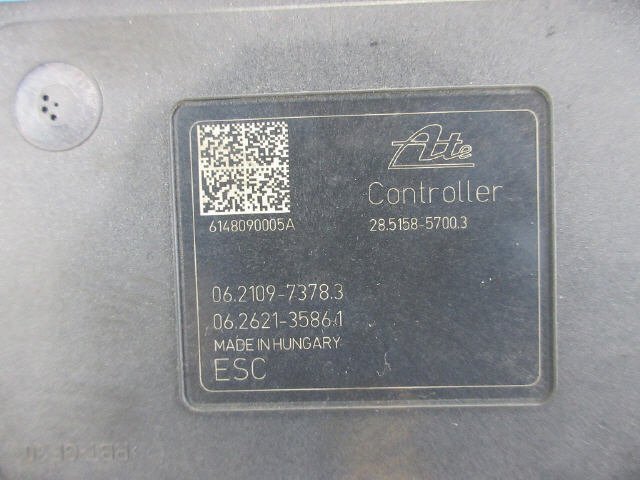 Ate
Controller
6148090005A
28.5158-5700.3
06.2109-7378.3
06.2621-3586.1
MADE IN HUNGARY
ESC